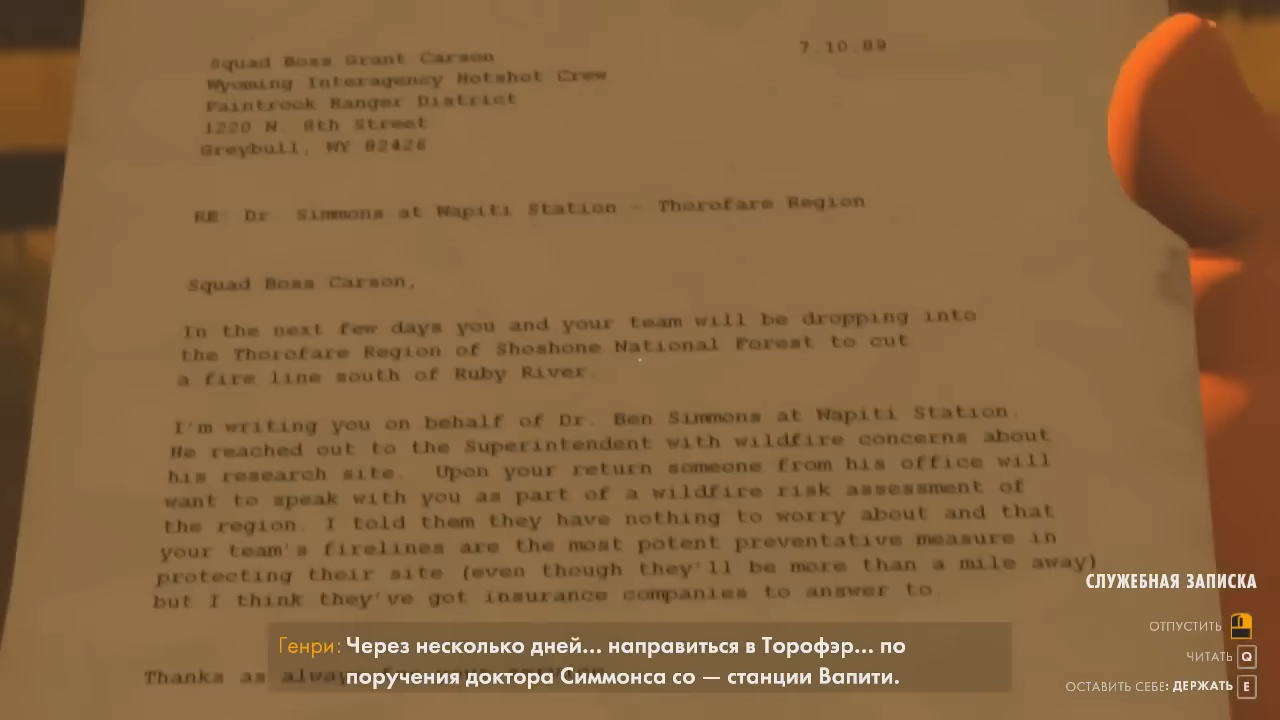 7.10.89
Squad Boss Grant Carson
Wyoming Interagency Hotshot Crew
Paintrock Ranger District
1220 N. 8th Street
Greybull, WY 82426
RE: Dr. Simmons at Wapiti Station - Thorofare Region
Squad Boss Carson,
In the next few days you and your team will be dropping into
the Thorofare Region of Shoshone National Forest to cut
a fire line south of Ruby River.
I'm writing you on behalf of Dr. Ben Simmons at Wapiti Station.
He reached out to the Superintendent with wildfire concerns about
his research site. Upon your return someone from his office will
want to speak with you as part of a wildfire risk assessment of
the region. I told them they have nothing to worry about and that
your team's firelines are the most potent preventative measure in
protecting their site (even though they'll be more than a mile away)
but I think they've got insurance companies to answer to.
Thanks as always for your
СЛУЖЕБНАЯ ЗАПИСКА
ОТПУСТИТЬ
ЧИТАТЬ Q
ОСТАВИТЬ СЕБЕ: ДЕРЖАТЬ E
Генри: Через несколько дней... направиться в Торофэр... по
поручения доктора Симмонса со — станции Вапити.